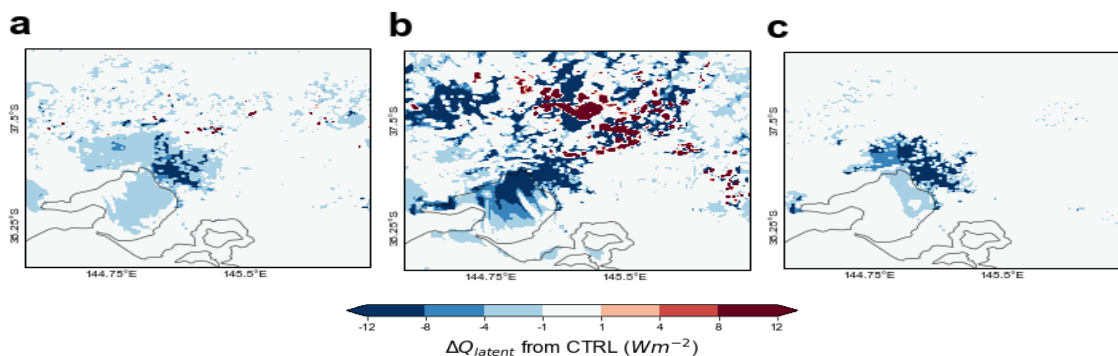 a b c
37.5°S 37.5°S 37.5°S
38.25°S 38.25°S 38.25°S
144.75°E 145.5°E 144.75°E 145.5°E 144.75°E 145.5°E
-12 -8 -4 -1 1 4 8 12
ΔQlatent from CTRL (Wm−2)